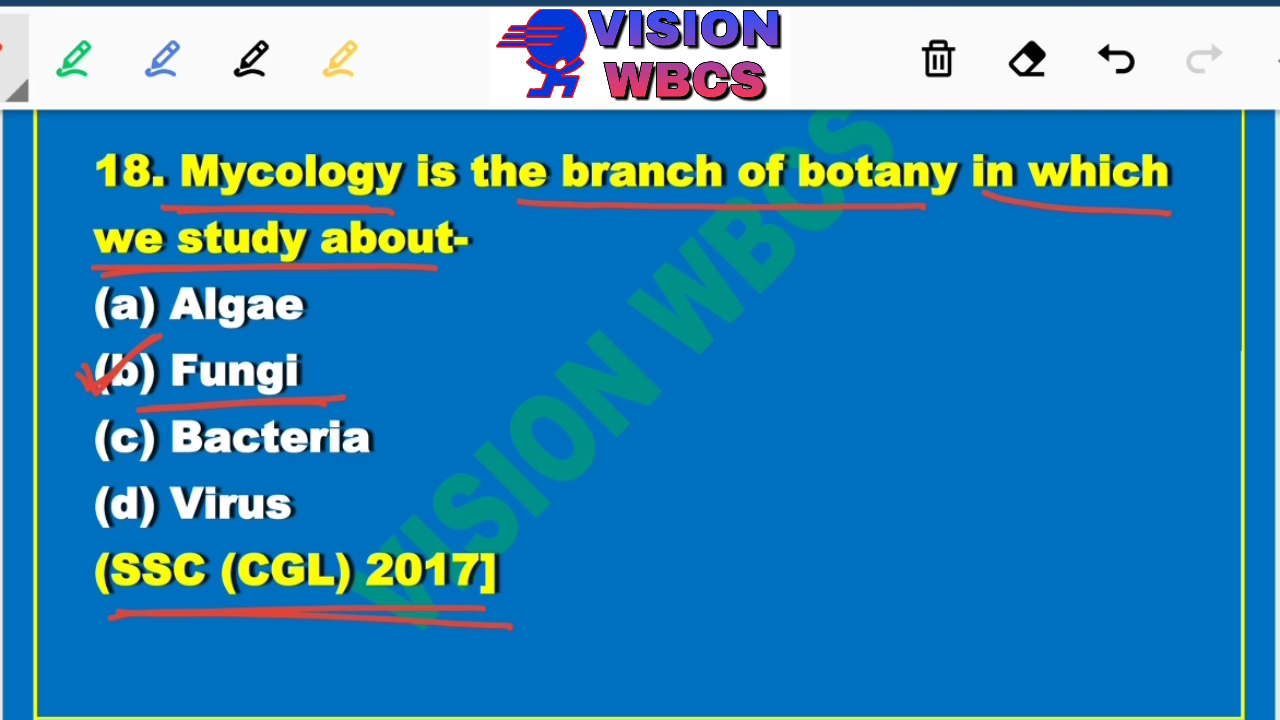 VISION
WBCS
18. Mycology is the branch of botany in which
we study about-
(a) Algae
(b) Fungi
(c) Bacteria
(d) Virus
(SSC (CGL) 2017]
VISION WBCS